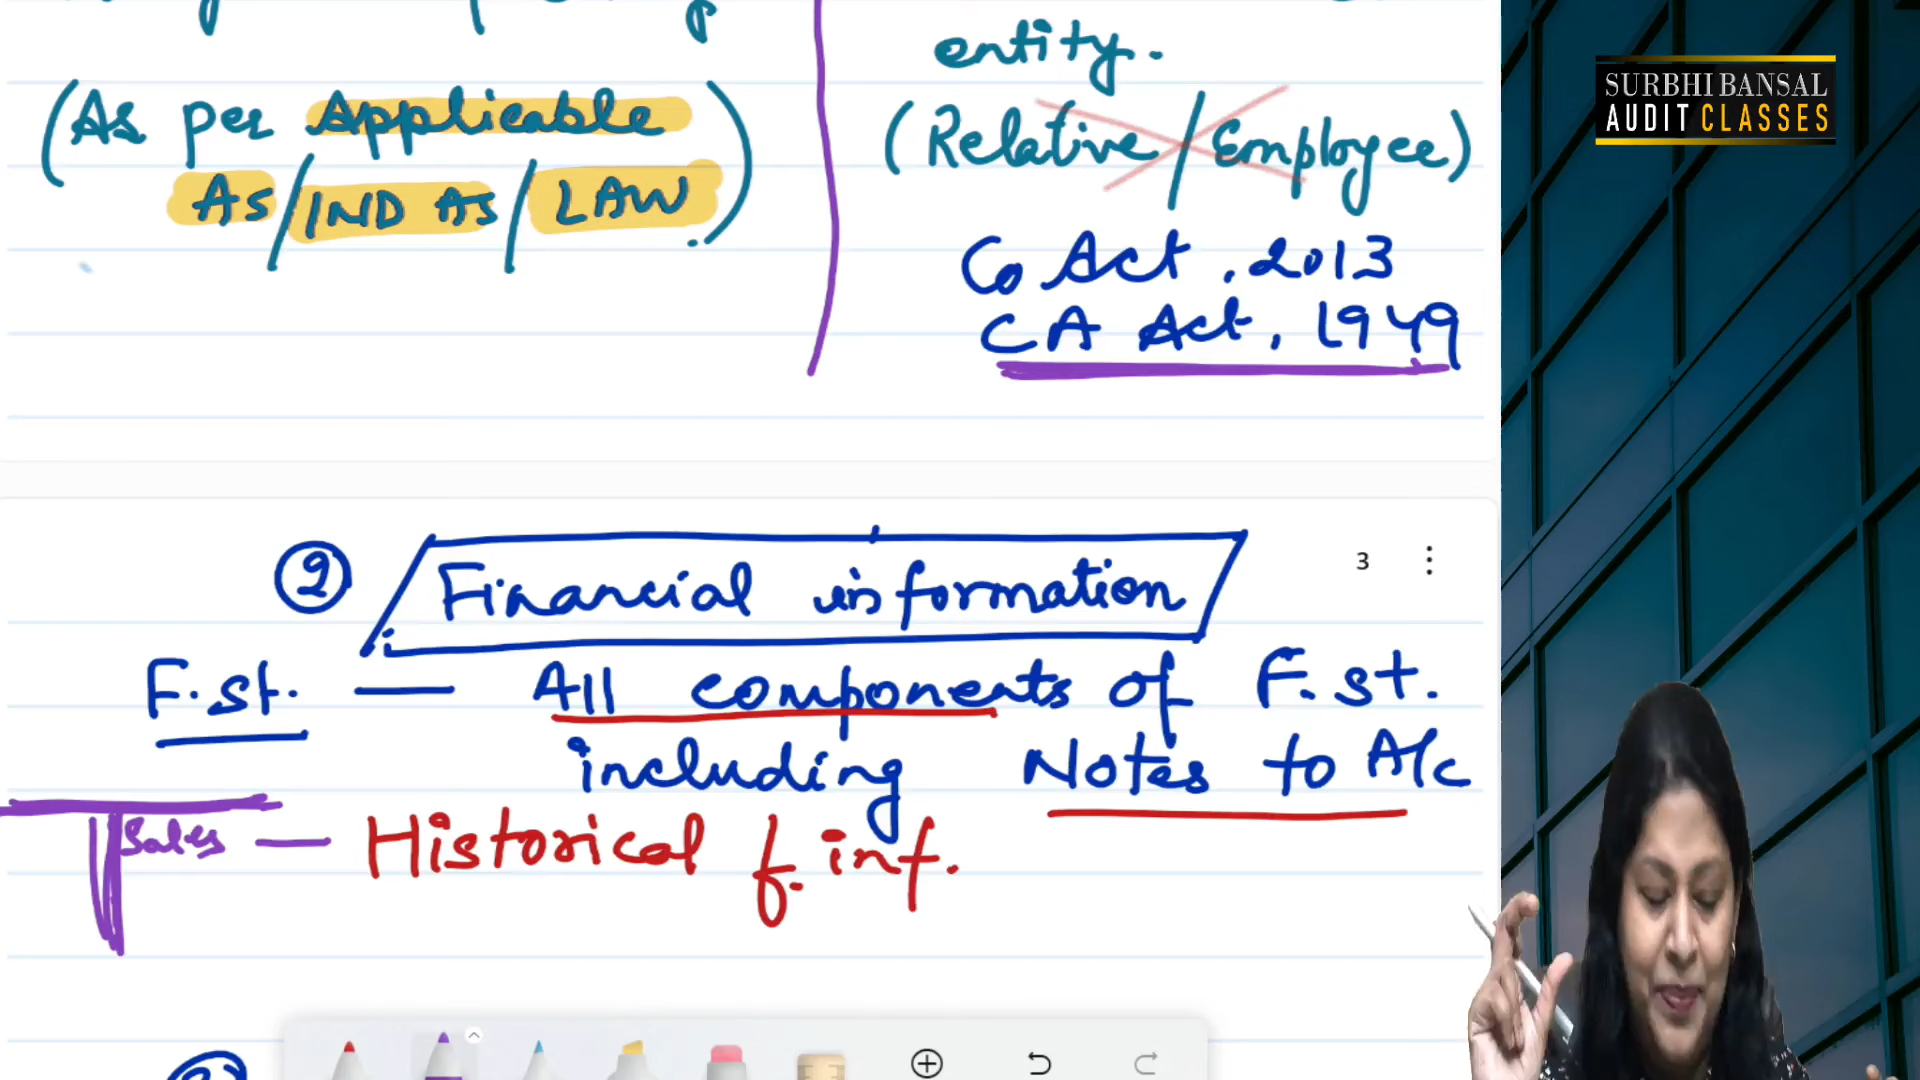 (As per Applicable
AS/IND AS/LAW)
entity.
(Relative/Employee)
Co Act, 2013
CA Act, 1949
SURBHI BANSAL
AUDIT CLASSES
3
② Financial information
F.st. — All components of F.st.
including Notes to A/c
Sales — Historical f. inf.